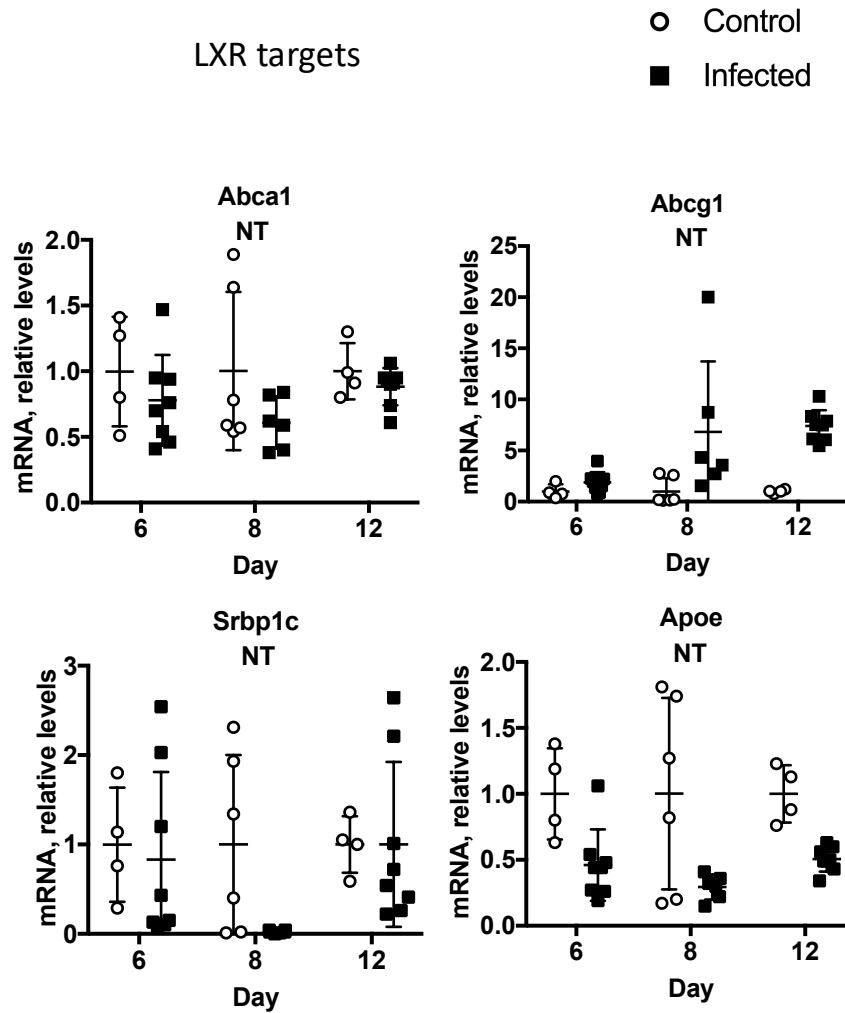 LXR targets
Control
Infected
Abca1
NT
mRNA, relative levels
2.0
1.5
1.0
0.5
0.0
6
8
12
Day
Abcg1
NT
mRNA, relative levels
25
20
15
10
5
0
6
8
12
Day
Srbp1c
NT
mRNA, relative levels
3
2
1
0
6
8
12
Day
Apoe
NT
mRNA, relative levels
2.0
1.5
1.0
0.5
0.0
6
8
12
Day